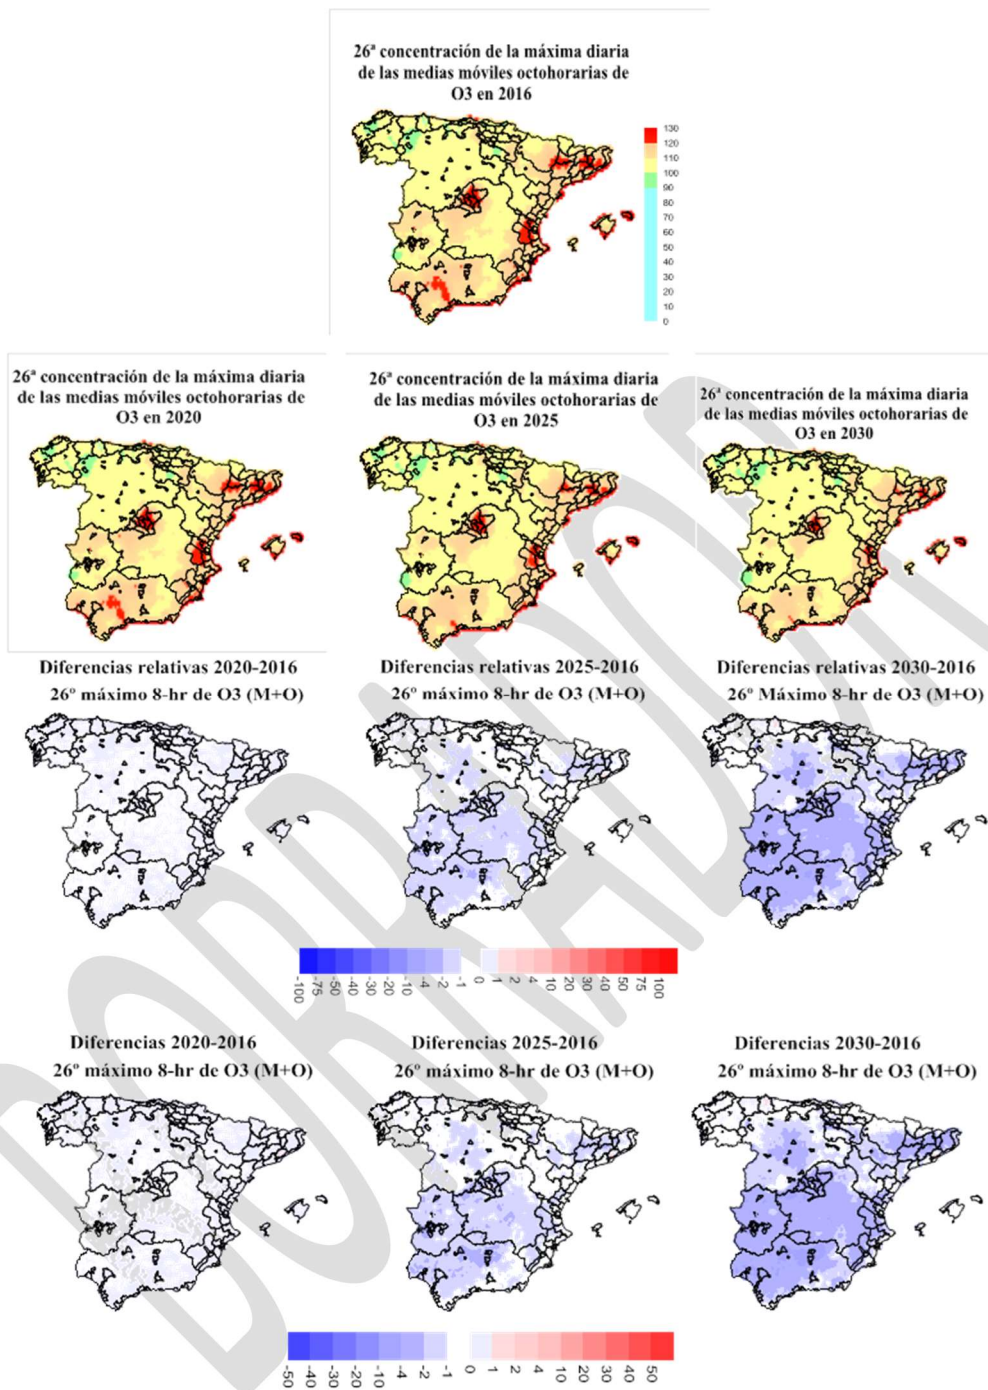 26ª concentración de la máxima diaria
de las medias móviles octohorarias de
O3 en 2016
130
120
110
100
90
80
70
60
50
40
30
20
10
0
26ª concentración de la máxima diaria
de las medias móviles octohorarias de
O3 en 2020
26ª concentración de la máxima diaria
de las medias móviles octohorarias de
O3 en 2025
26ª concentración de la máxima diaria
de las medias móviles octohorarias de
O3 en 2030
Diferencias relativas 2020-2016
26º máximo 8-hr de O3 (M+O)
Diferencias relativas 2025-2016
26º máximo 8-hr de O3 (M+O)
Diferencias relativas 2030-2016
26º Máximo 8-hr de O3 (M+O)
-100 -75 -50 -40 -30 -20 -10 -4 -2 -1 0 1 2 4 10 20 30 40 50 75 100
Diferencias 2020-2016
26º máximo 8-hr de O3 (M+O)
Diferencias 2025-2016
26º máximo 8-hr de O3 (M+O)
Diferencias 2030-2016
26º máximo 8-hr de O3 (M+O)
-50 -40 -30 -20 -10 -4 -2 -1 0 1 2 4 10 20 30 40 50
BORRADOR